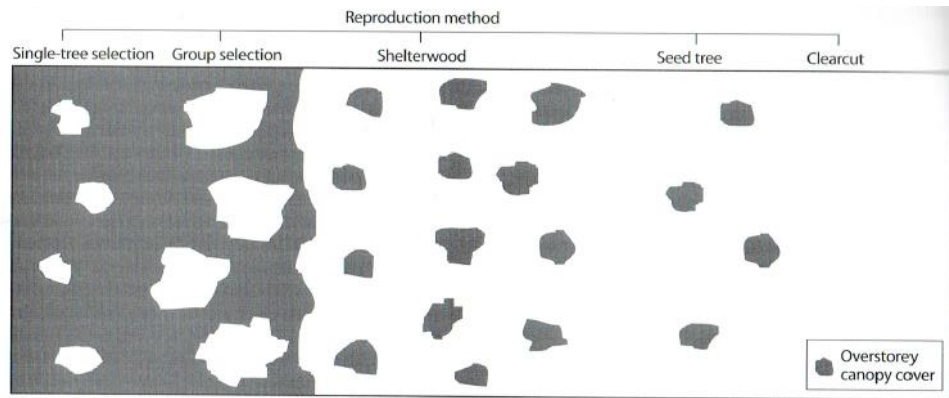 Reproduction method
Single-tree selection
Group selection
Shelterwood
Seed tree
Clearcut
Overstorey
canopy cover